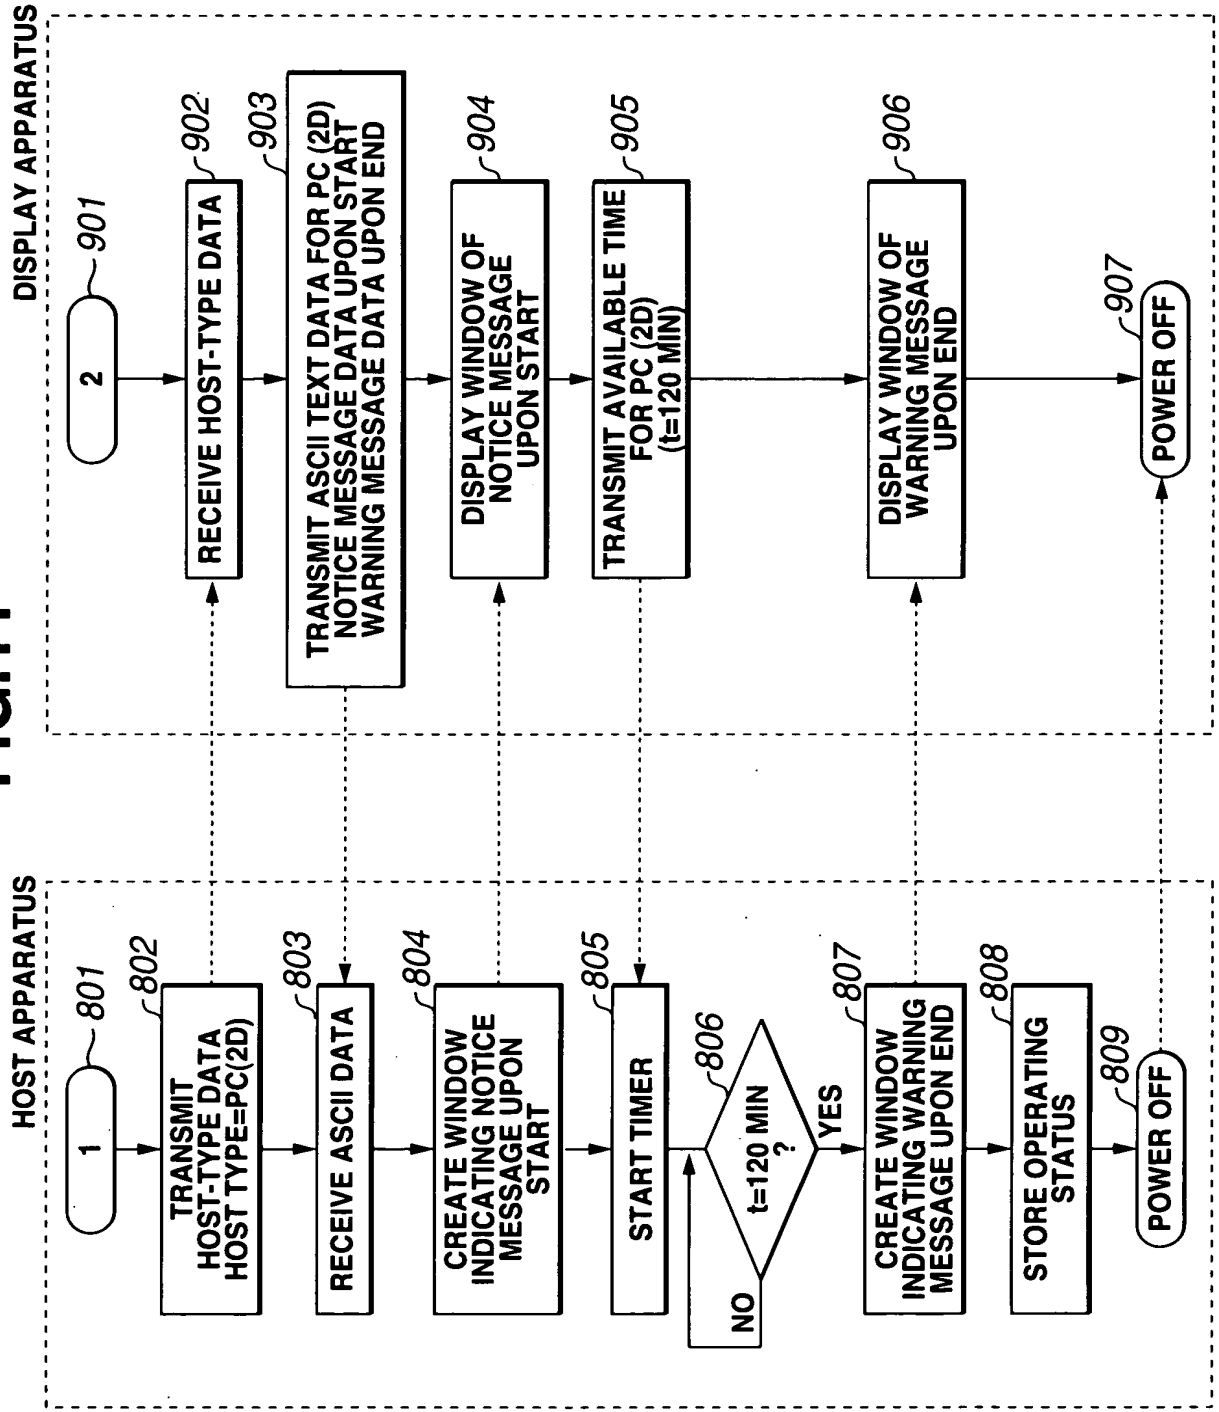 HOST APPARATUS
1
801
TRANSMIT
HOST-TYPE DATA
HOST TYPE=PC(2D)
802
RECEIVE ASCII DATA
803
CREATE WINDOW
INDICATING NOTICE
MESSAGE UPON
START
804
START TIMER
805
t=120 MIN
?
806
NO
YES
CREATE WINDOW
INDICATING WARNING
MESSAGE UPON END
807
STORE OPERATING
STATUS
808
POWER OFF
809
DISPLAY APPARATUS
2
901
RECEIVE HOST-TYPE DATA
902
TRANSMIT ASCII TEXT DATA FOR PC (2D)
NOTICE MESSAGE DATA UPON START
WARNING MESSAGE DATA UPON END
903
DISPLAY WINDOW OF
NOTICE MESSAGE
UPON START
904
TRANSMIT AVAILABLE TIME
FOR PC (2D)
(t=120 MIN)
905
DISPLAY WINDOW OF
WARNING MESSAGE
UPON END
906
POWER OFF
907